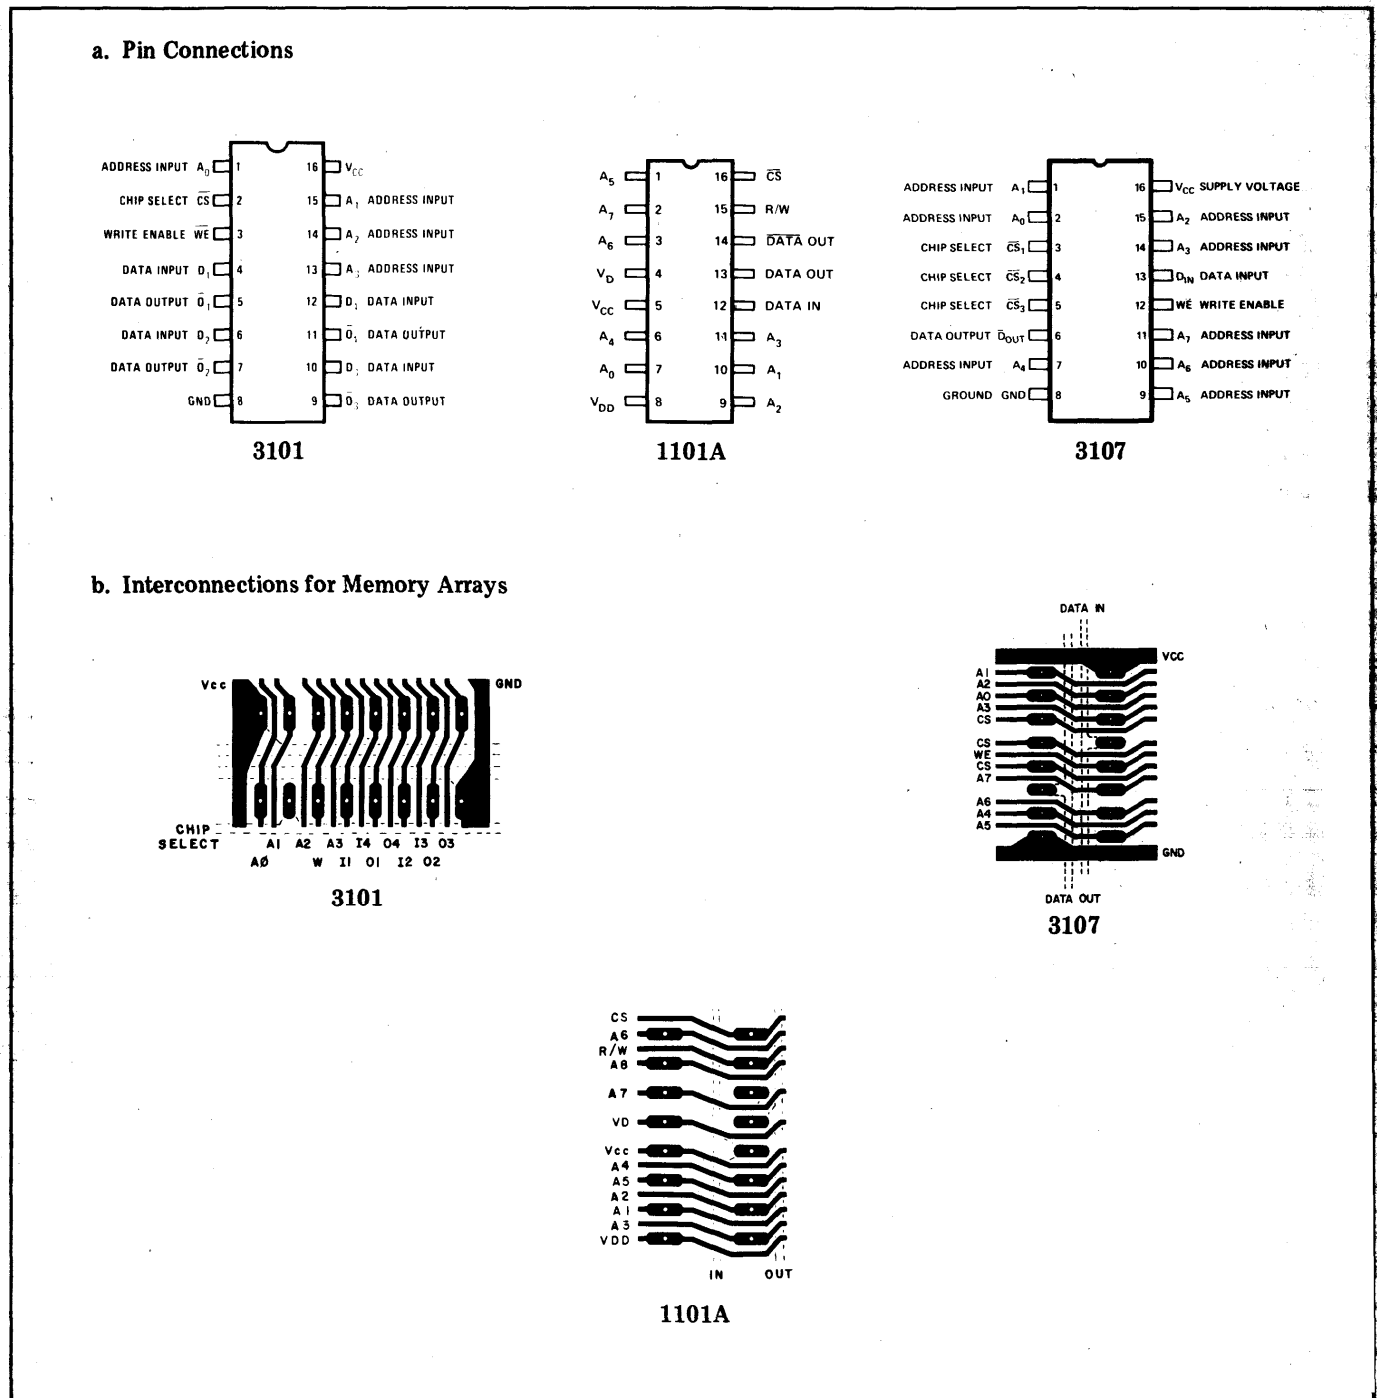 a. Pin Connections
ADDRESS INPUT A0 1
CHIP SELECT CS 2
WRITE ENABLE WE 3
DATA INPUT D1 4
DATA OUTPUT O1 5
DATA INPUT D2 6
DATA OUTPUT O2 7
GND 8
16 VCC
15 A1 ADDRESS INPUT
14 A2 ADDRESS INPUT
13 A3 ADDRESS INPUT
12 DATA INPUT
11 DATA OUTPUT
10 DATA INPUT
9 O3 DATA OUTPUT
3101
A5 1
A7 2
A6 3
VD 4
VCC 5
A4 6
A0 7
VDD 8
16 CS
15 R/W
14 DATA OUT
13 DATA OUT
12 DATA IN
11 A3
10 A1
9 A2
1101A
ADDRESS INPUT A1 1
ADDRESS INPUT A0 2
CHIP SELECT CS1 3
CHIP SELECT CS2 4
CHIP SELECT CS3 5
DATA OUTPUT DOUT 6
ADDRESS INPUT A4 7
GROUND GND 8
16 VCC SUPPLY VOLTAGE
15 A2 ADDRESS INPUT
14 A3 ADDRESS INPUT
13 DIN DATA INPUT
12 WE WRITE ENABLE
11 A7 ADDRESS INPUT
10 A6 ADDRESS INPUT
9 A5 ADDRESS INPUT
3107
b. Interconnections for Memory Arrays
Vcc
GND
CHIP
SELECT
A1 A2 A3 I4 O4 I3 O3
AØ W I1 O1 I2 O2
3101
DATA IN
VCC
A1
A2
A0
A3
CS
CS
WE
CS
A7
A6
A4
A5
GND
DATA OUT
3107
CS
A6
R/W
A8
A7
VD
Vcc
A4
A5
A2
A1
A3
VDD
IN OUT
1101A